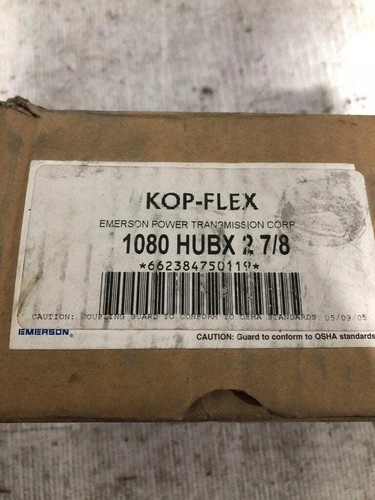 KOP-FLEX
EMERSON POWER TRANSMISSION CORP
1080 HUBX 2 7/8
*662384750119*
CAUTION: COUPLING GUARD TO CONFORM TO OSHA STANDARDS 05/09/05
EMERSON.
CAUTION: Guard to conform to OSHA standards